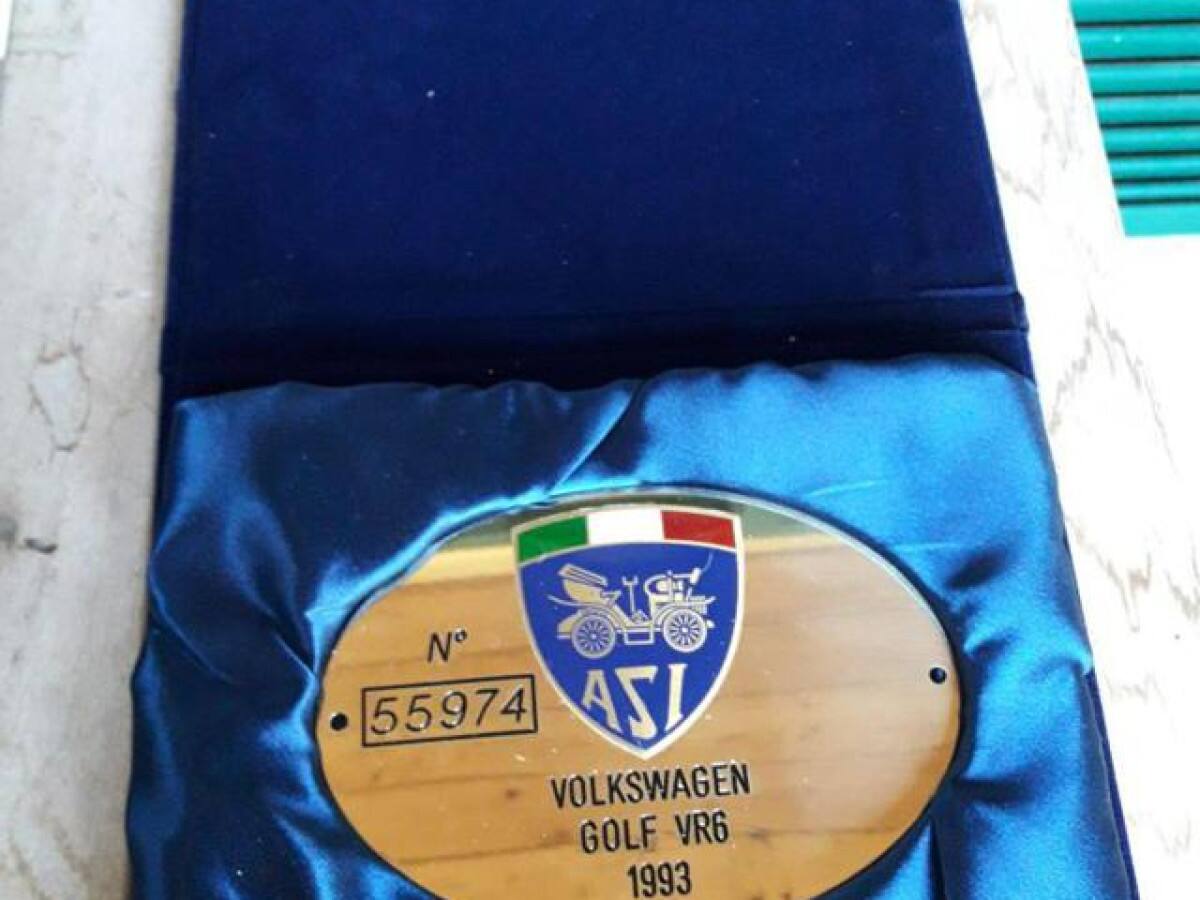 N°
55974
ASI
VOLKSWAGEN
GOLF VR6
1993